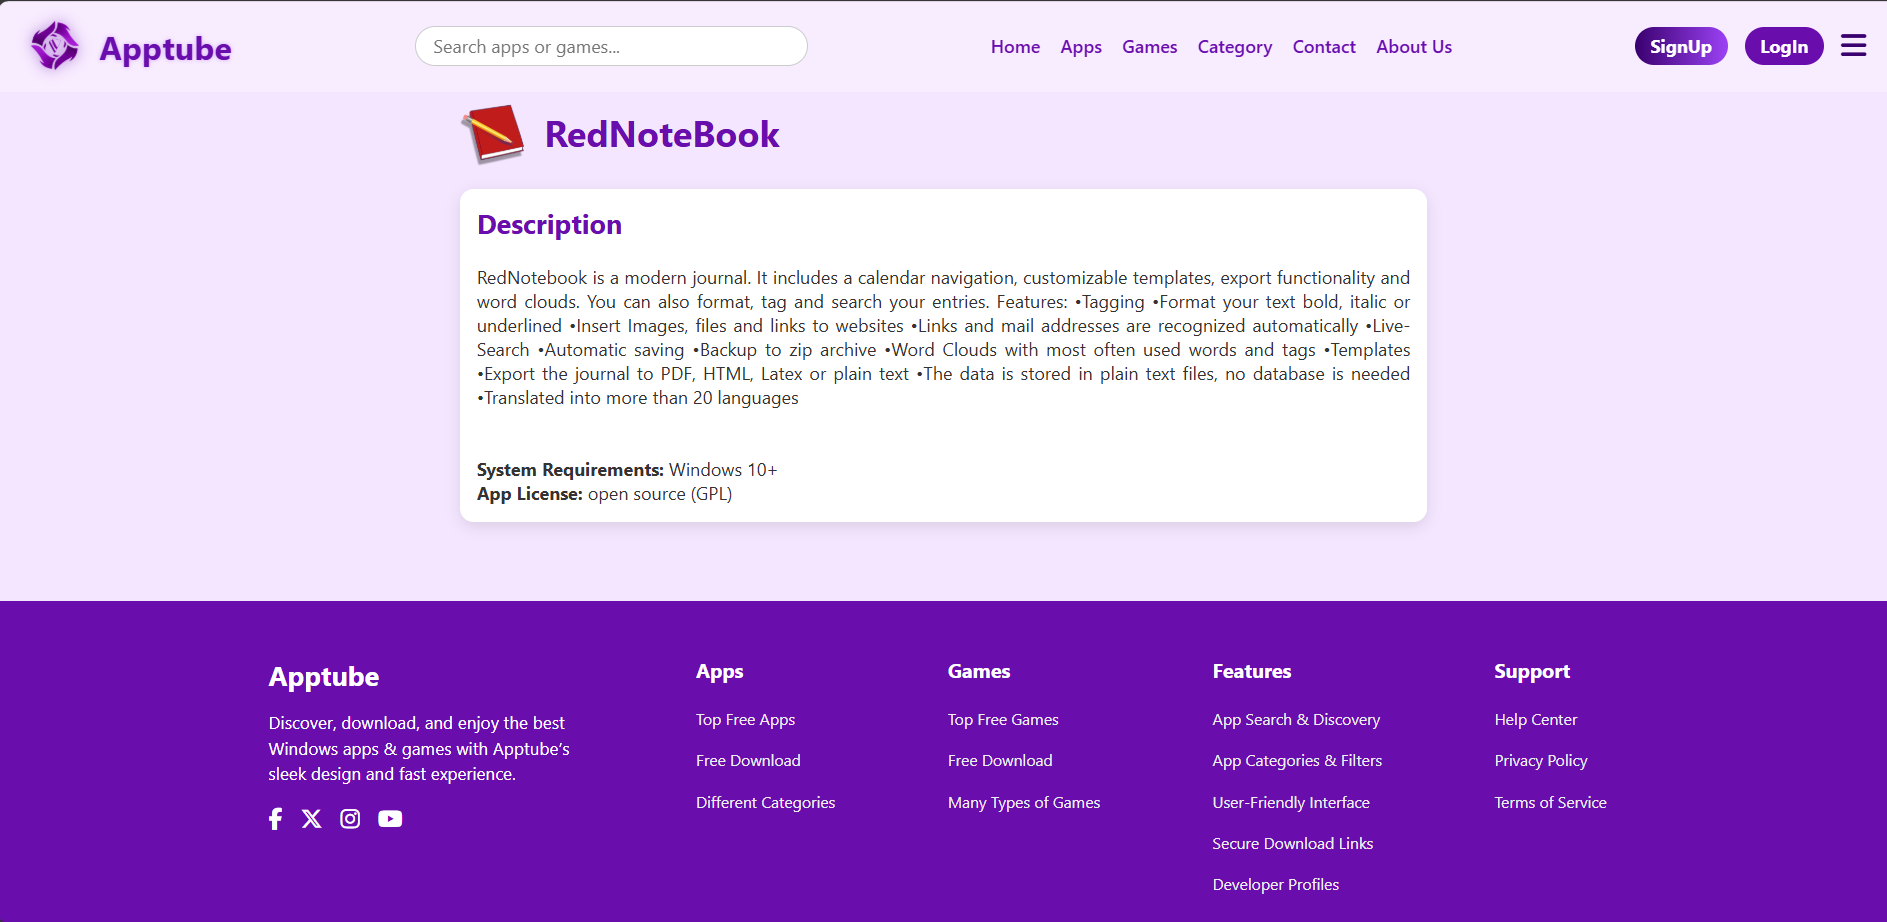 Apptube
Search apps or games...
Home Apps Games Category Contact About Us
SignUp LogIn
RedNoteBook
Description
RedNotebook is a modern journal. It includes a calendar navigation, customizable templates, export functionality and
word clouds. You can also format, tag and search your entries. Features: •Tagging •Format your text bold, italic or
underlined •Insert Images, files and links to websites •Links and mail addresses are recognized automatically •Live-
Search •Automatic saving •Backup to zip archive •Word Clouds with most often used words and tags •Templates
•Export the journal to PDF, HTML, Latex or plain text •The data is stored in plain text files, no database is needed
•Translated into more than 20 languages
System Requirements: Windows 10+
App License: open source (GPL)
Apptube
Discover, download, and enjoy the best
Windows apps & games with Apptube’s
sleek design and fast experience.
Apps
Top Free Apps
Free Download
Different Categories
Games
Top Free Games
Free Download
Many Types of Games
Features
App Search & Discovery
App Categories & Filters
User-Friendly Interface
Secure Download Links
Developer Profiles
Support
Help Center
Privacy Policy
Terms of Service